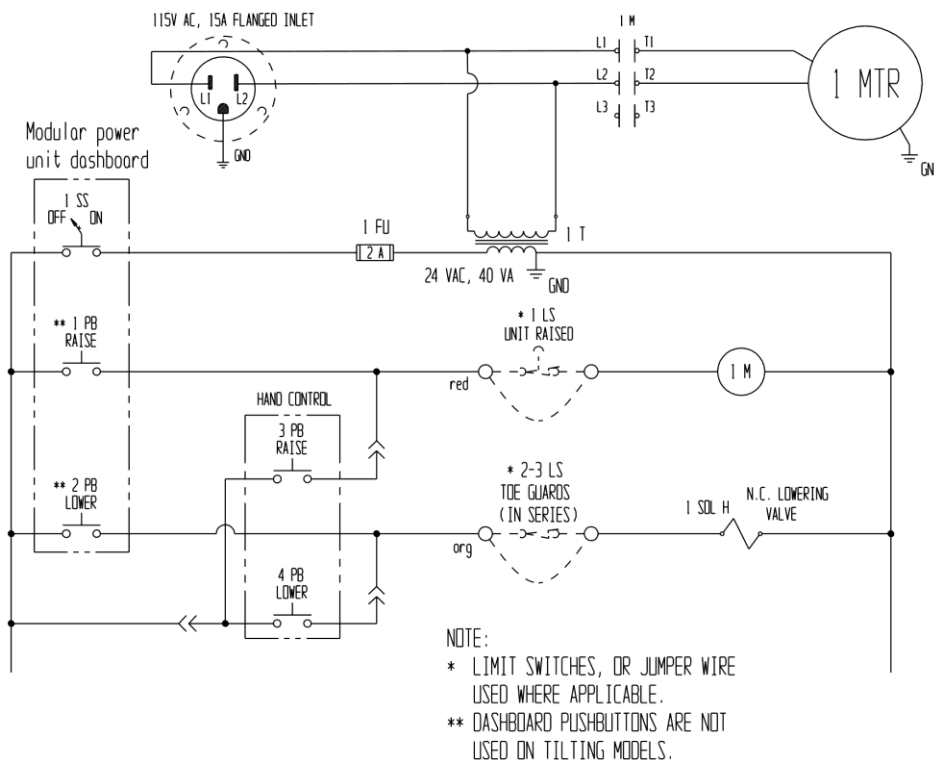 115V AC, 15A FLANGED INLET
1 M
L1
T1
L2
T2
L3
T3
1 MTR
L1
L2
GND
GN
Modular power
unit dashboard
1 SS
OFF
ON
1 FU
2 A
1 T
24 VAC, 40 VA
GND
** 1 PB
RAISE
* 1 LS
UNIT RAISED
red
1 M
HAND CONTROL
3 PB
RAISE
** 2 PB
LOWER
* 2-3 LS
TOE GUARDS
(IN SERIES)
org
1 SOL H
N.C. LOWERING
VALVE
4 PB
LOWER
NOTE:
* LIMIT SWITCHES, OR JUMPER WIRE
USED WHERE APPLICABLE.
** DASHBOARD PUSHBUTTONS ARE NOT
USED ON TILTING MODELS.